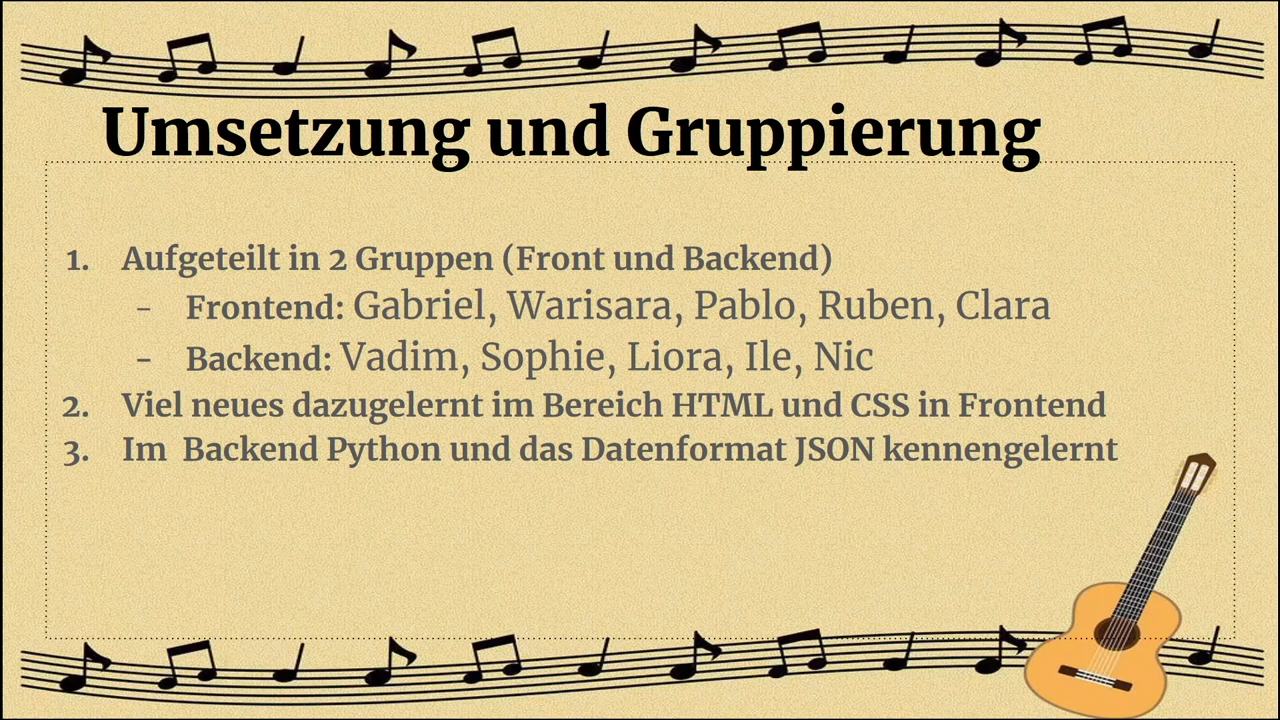 Umsetzung und Gruppierung
1. Aufgeteilt in 2 Gruppen (Front und Backend)
- Frontend: Gabriel, Warisara, Pablo, Ruben, Clara
- Backend: Vadim, Sophie, Liora, Ile, Nic
2. Viel neues dazugelernt im Bereich HTML und CSS in Frontend
3. Im  Backend Python und das Datenformat JSON kennengelernt